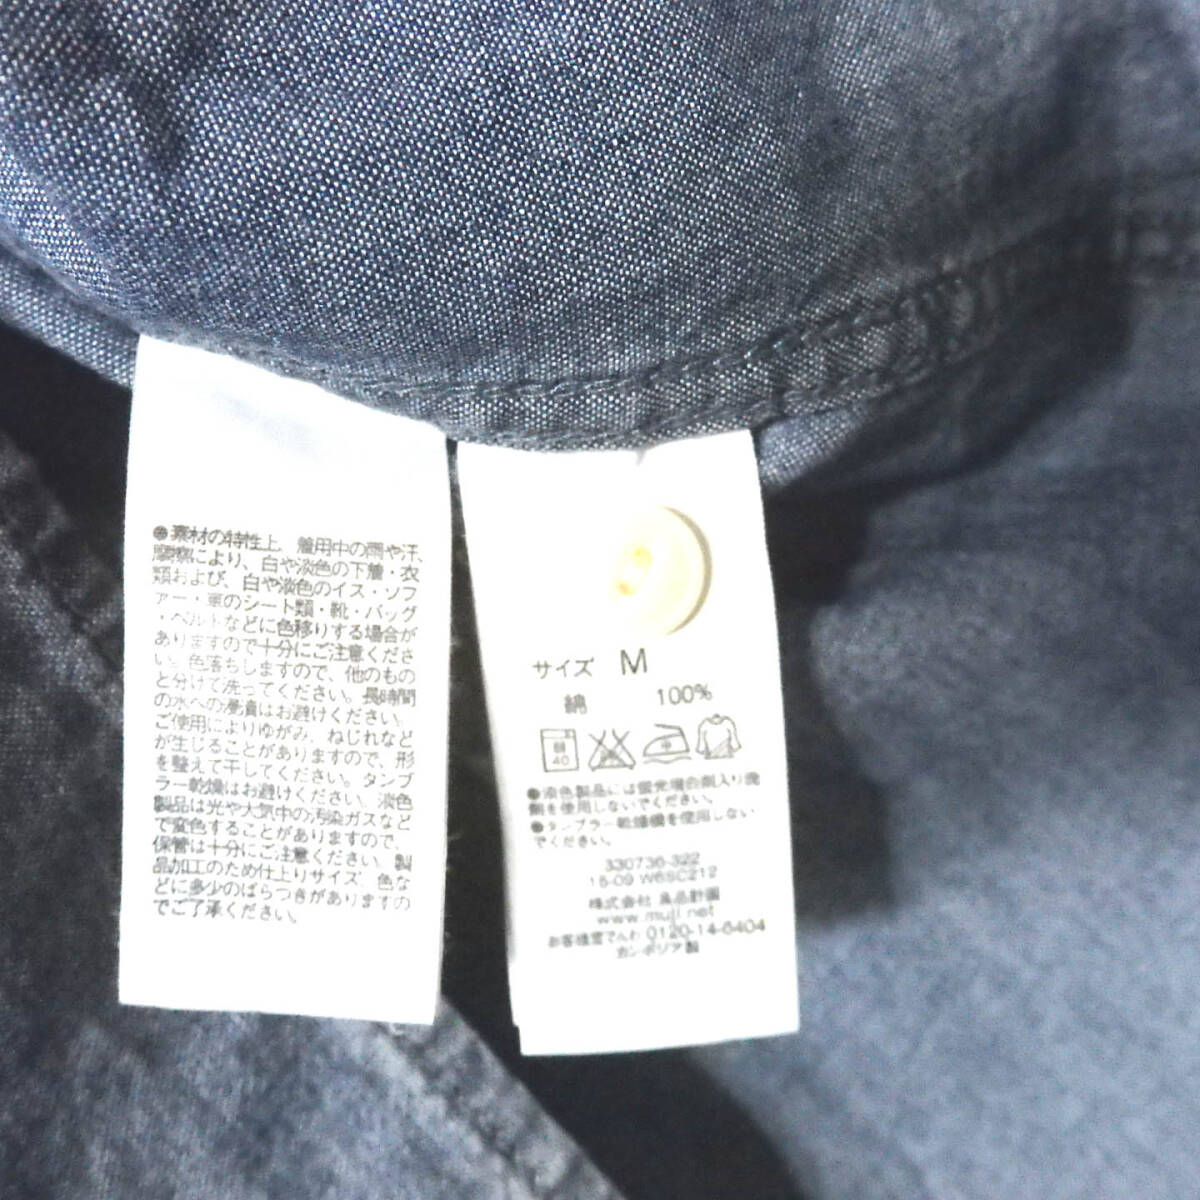 ●素材の特性上、着用中の雨や汗、
摩擦により、白や淡色の下着・衣
類および、白や淡色のイス・ソフ
ァー・車のシート類・靴・バッグ
・ベルトなどに色移りする場合が
ありますので十分にご注意くださ
い。色落ちしますので、他のもの
と分けて洗ってください。長時間
の水への浸漬はお避けください。
ご使用によりゆがみ、ねじれなど
が生じることがありますので、形
を整えて干してください。タンブ
ラー乾燥はお避けください。淡色
製品は光や大気中の汚染ガスなど
で変色することがありますので、
保管は十分にご注意ください。製
品加工のため仕上りサイズ、色な
どに多少のばらつきがありますの
でご了承ください。
サイズ M
綿 100%
弱 40
中
●淡色製品には蛍光増白剤入り洗
剤を使用しないでください。
●タンブラー乾燥機を使用しない
でください。
330736-322
15-09 W6SC212
株式会社 良品計画
www.muji.net
お客様室でんわ 0120-14-6404
カンボジア製